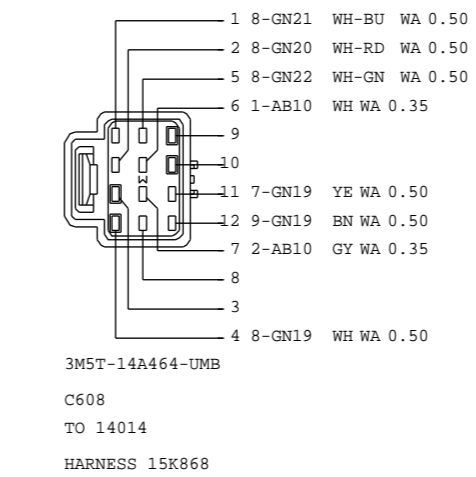 1 8-GN21 WH-BU WA 0.50
2 8-GN20 WH-RD WA 0.50
5 8-GN22 WH-GN WA 0.50
6 1-AB10 WH WA 0.35
9
10
11 7-GN19 YE WA 0.50
12 9-GN19 BN WA 0.50
7 2-AB10 GY WA 0.35
8
3
4 8-GN19 WH WA 0.50
3M5T-14A464-UMB
C608
TO 14014
HARNESS 15K868